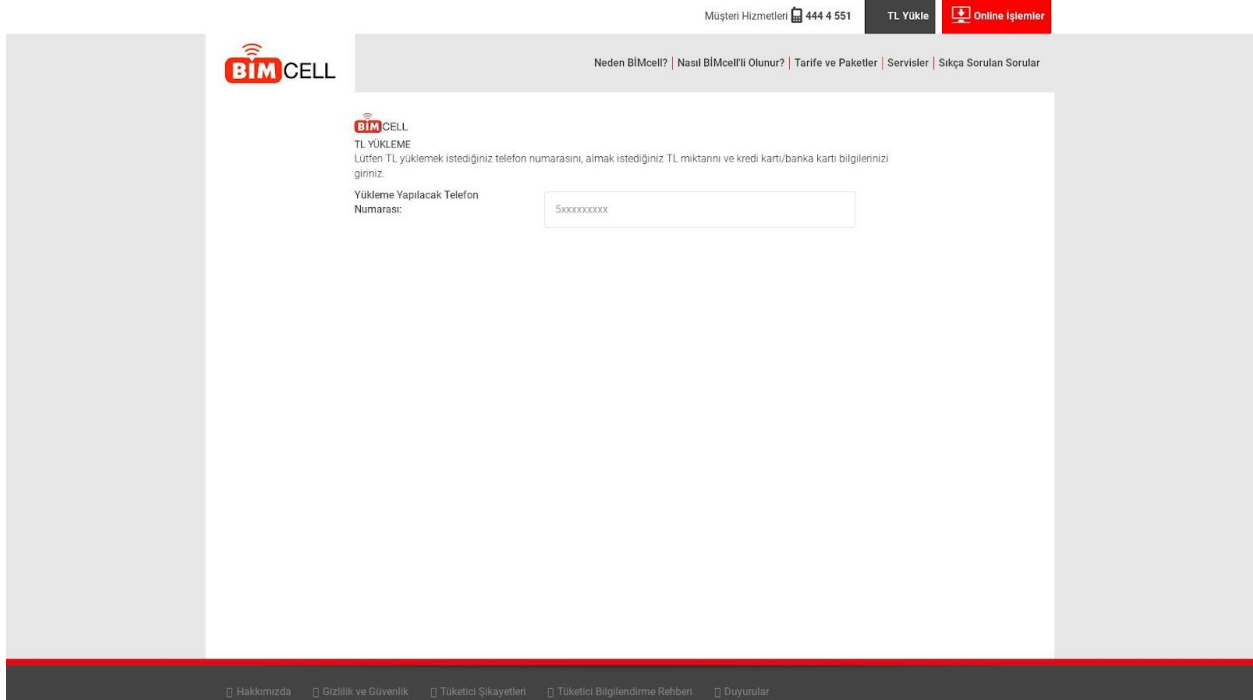 Müşteri Hizmetleri 444 4 551 TL Yükle Online İşlemler
BİMCELL
Neden BİMcell? | Nasıl BİMcell'li Olunur? | Tarife ve Paketler | Servisler | Sıkça Sorulan Sorular
BİMCELL
TL YÜKLEME
Lütfen TL yüklemek istediğiniz telefon numarasını, almak istediğiniz TL miktarını ve kredi kartı/banka kartı bilgilerinizi
giriniz.
Yükleme Yapılacak Telefon
Numarası:
5xxxxxxxxx
Hakkımızda Gizlilik ve Güvenlik Tüketici Şikayetleri Tüketici Bilgilendirme Rehberi Duyurular